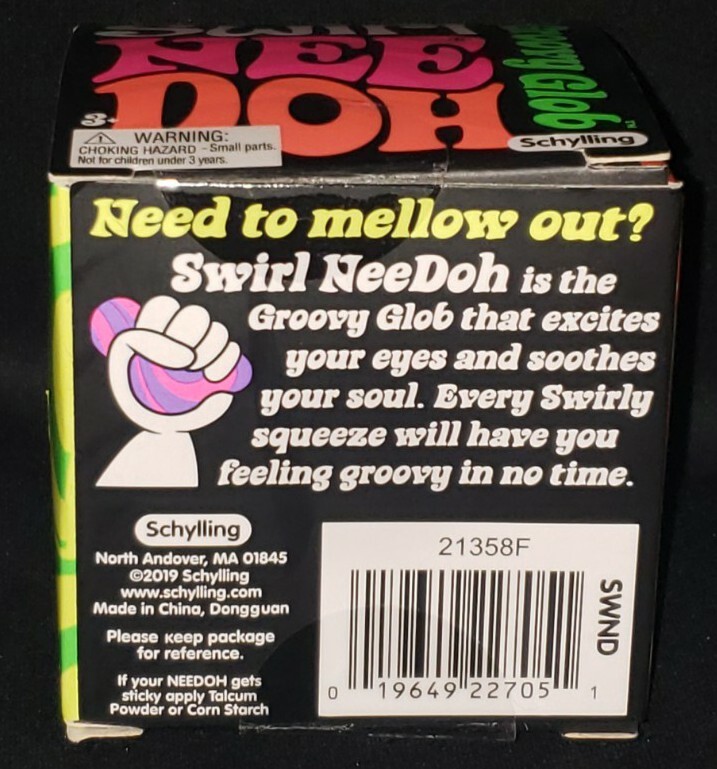 Swirl
NEE
DOH
Groovy Glob
3+
WARNING:
CHOKING HAZARD - Small parts.
Not for children under 3 years.
Schylling
Need to mellow out?
Swirl NeeDoh is the
Groovy Glob that excites
your eyes and soothes
your soul. Every Swirly
squeeze will have you
feeling groovy in no time.
Schylling
North Andover, MA 01845
©2019 Schylling
www.schylling.com
Made in China, Dongguan
Please keep package
for reference.
If your NEEDOH gets
sticky apply Talcum
Powder or Corn Starch
21358F
SWND
0 19649 22705 1